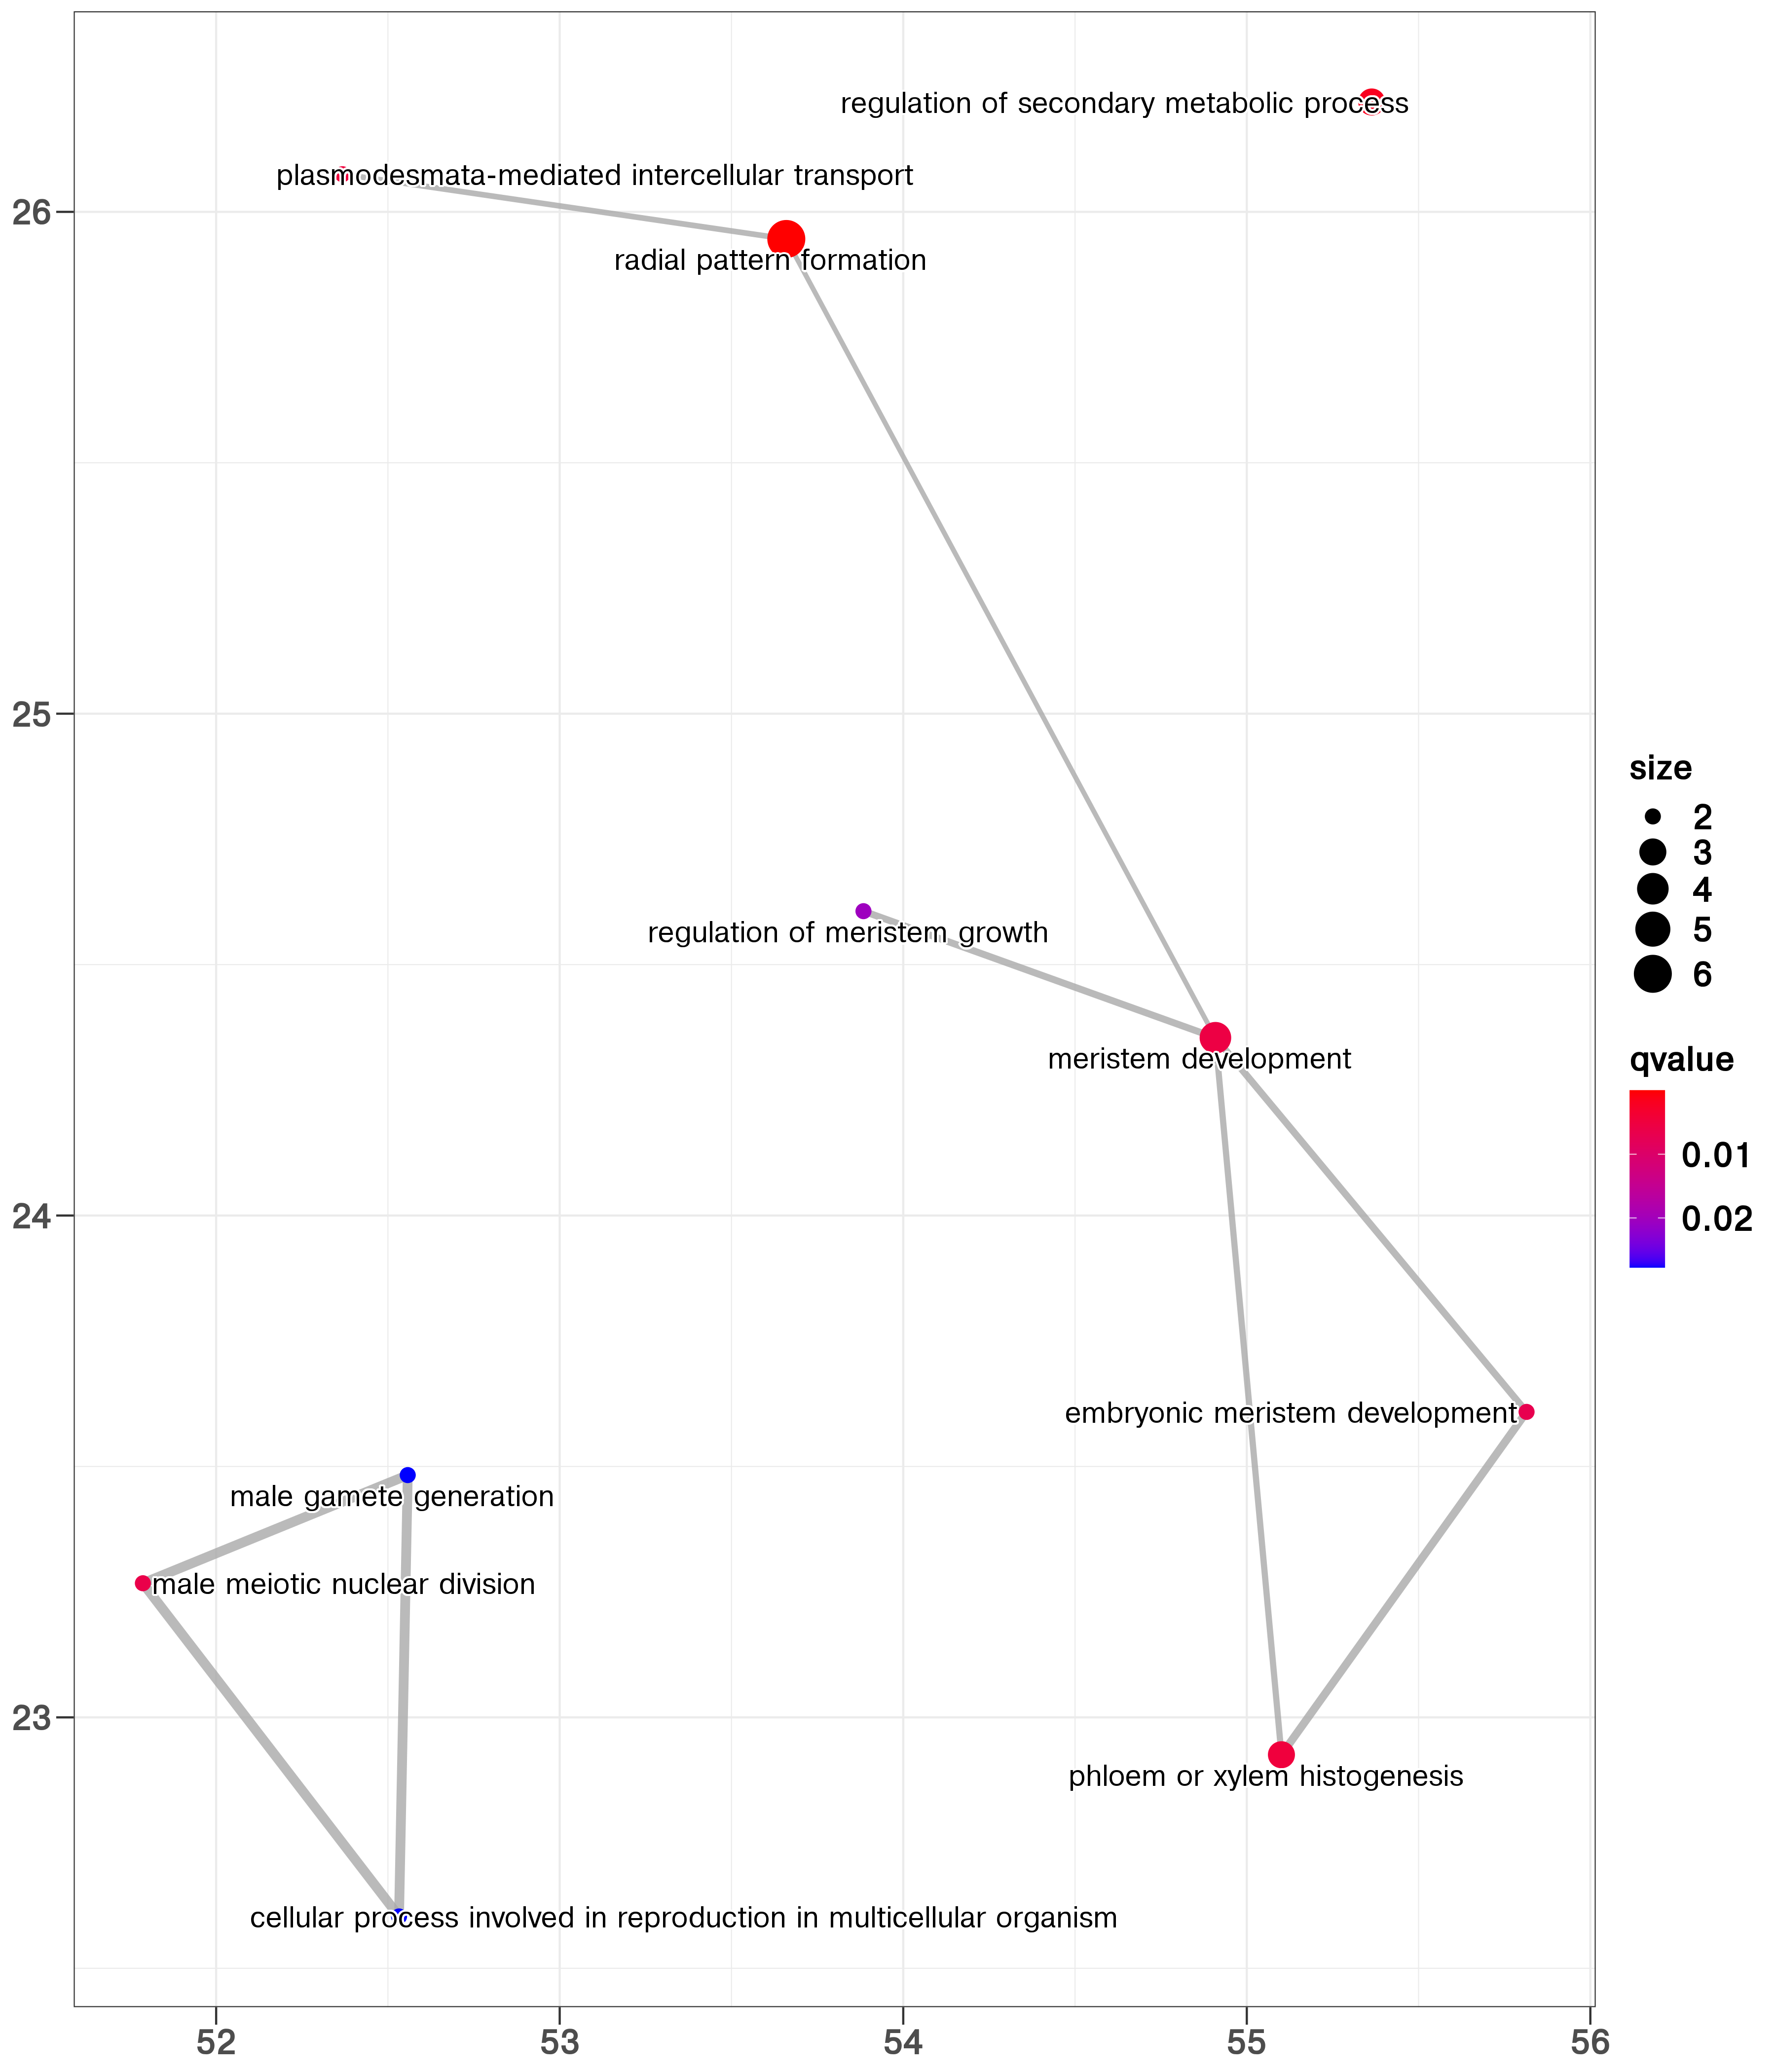 regulation of secondary metabolic process
plasmodesmata-mediated intercellular transport
26
radial pattern formation
25
size
2
3
4
5
6
regulation of meristem growth
meristem development
qvalue
0.01
0.02
24
embryonic meristem development
male gamete generation
male meiotic nuclear division
23
phloem or xylem histogenesis
cellular process involved in reproduction in multicellular organism
52 53 54 55 56